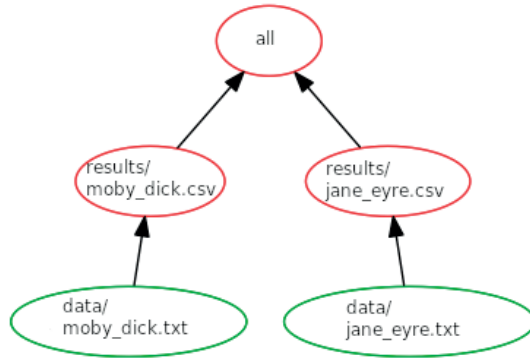 all
results/
moby_dick.csv
results/
jane_eyre.csv
data/
moby_dick.txt
data/
jane_eyre.txt